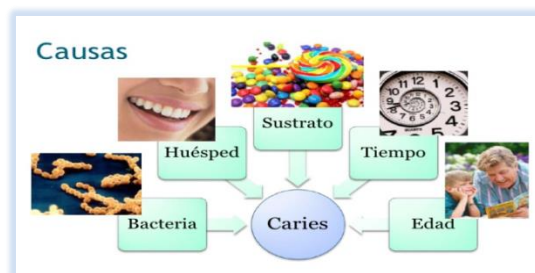 Causas
Sustrato
Huésped
Tiempo
Bacteria
Caries
Edad